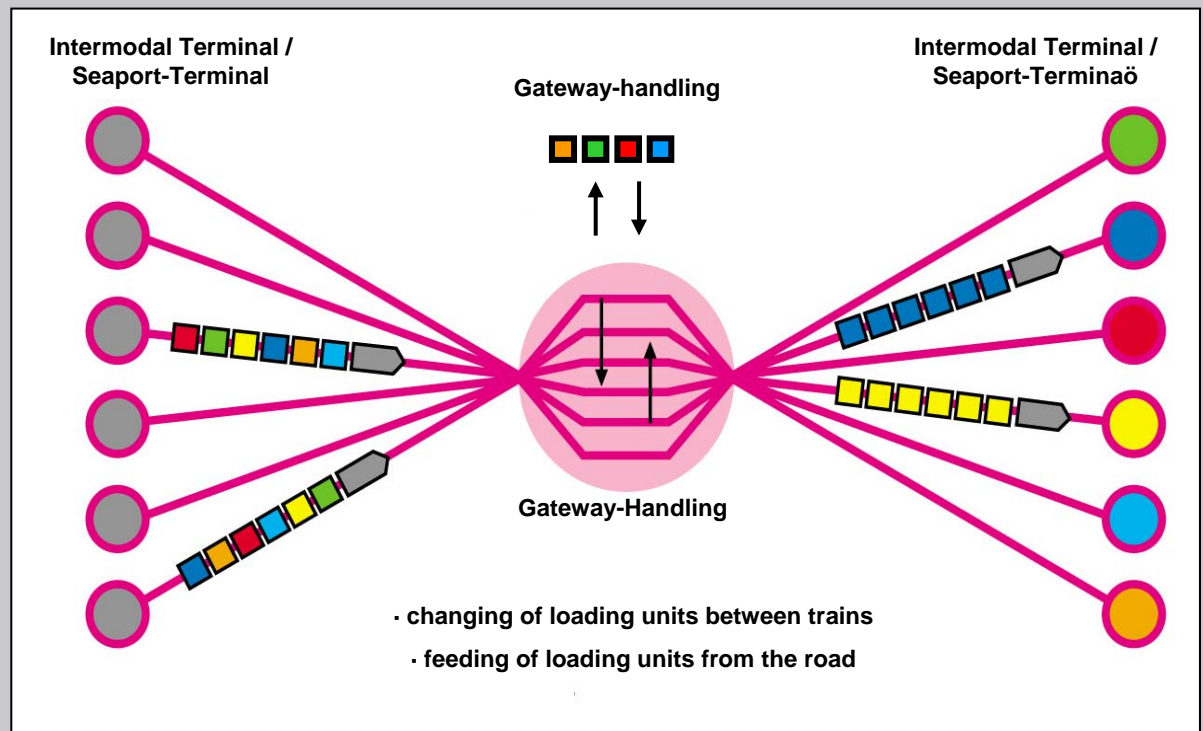 Intermodal Terminal /
Seaport-Terminal
Gateway-handling
Intermodal Terminal /
Seaport-Terminaö
Gateway-Handling
· changing of loading units between trains
· feeding of loading units from the road